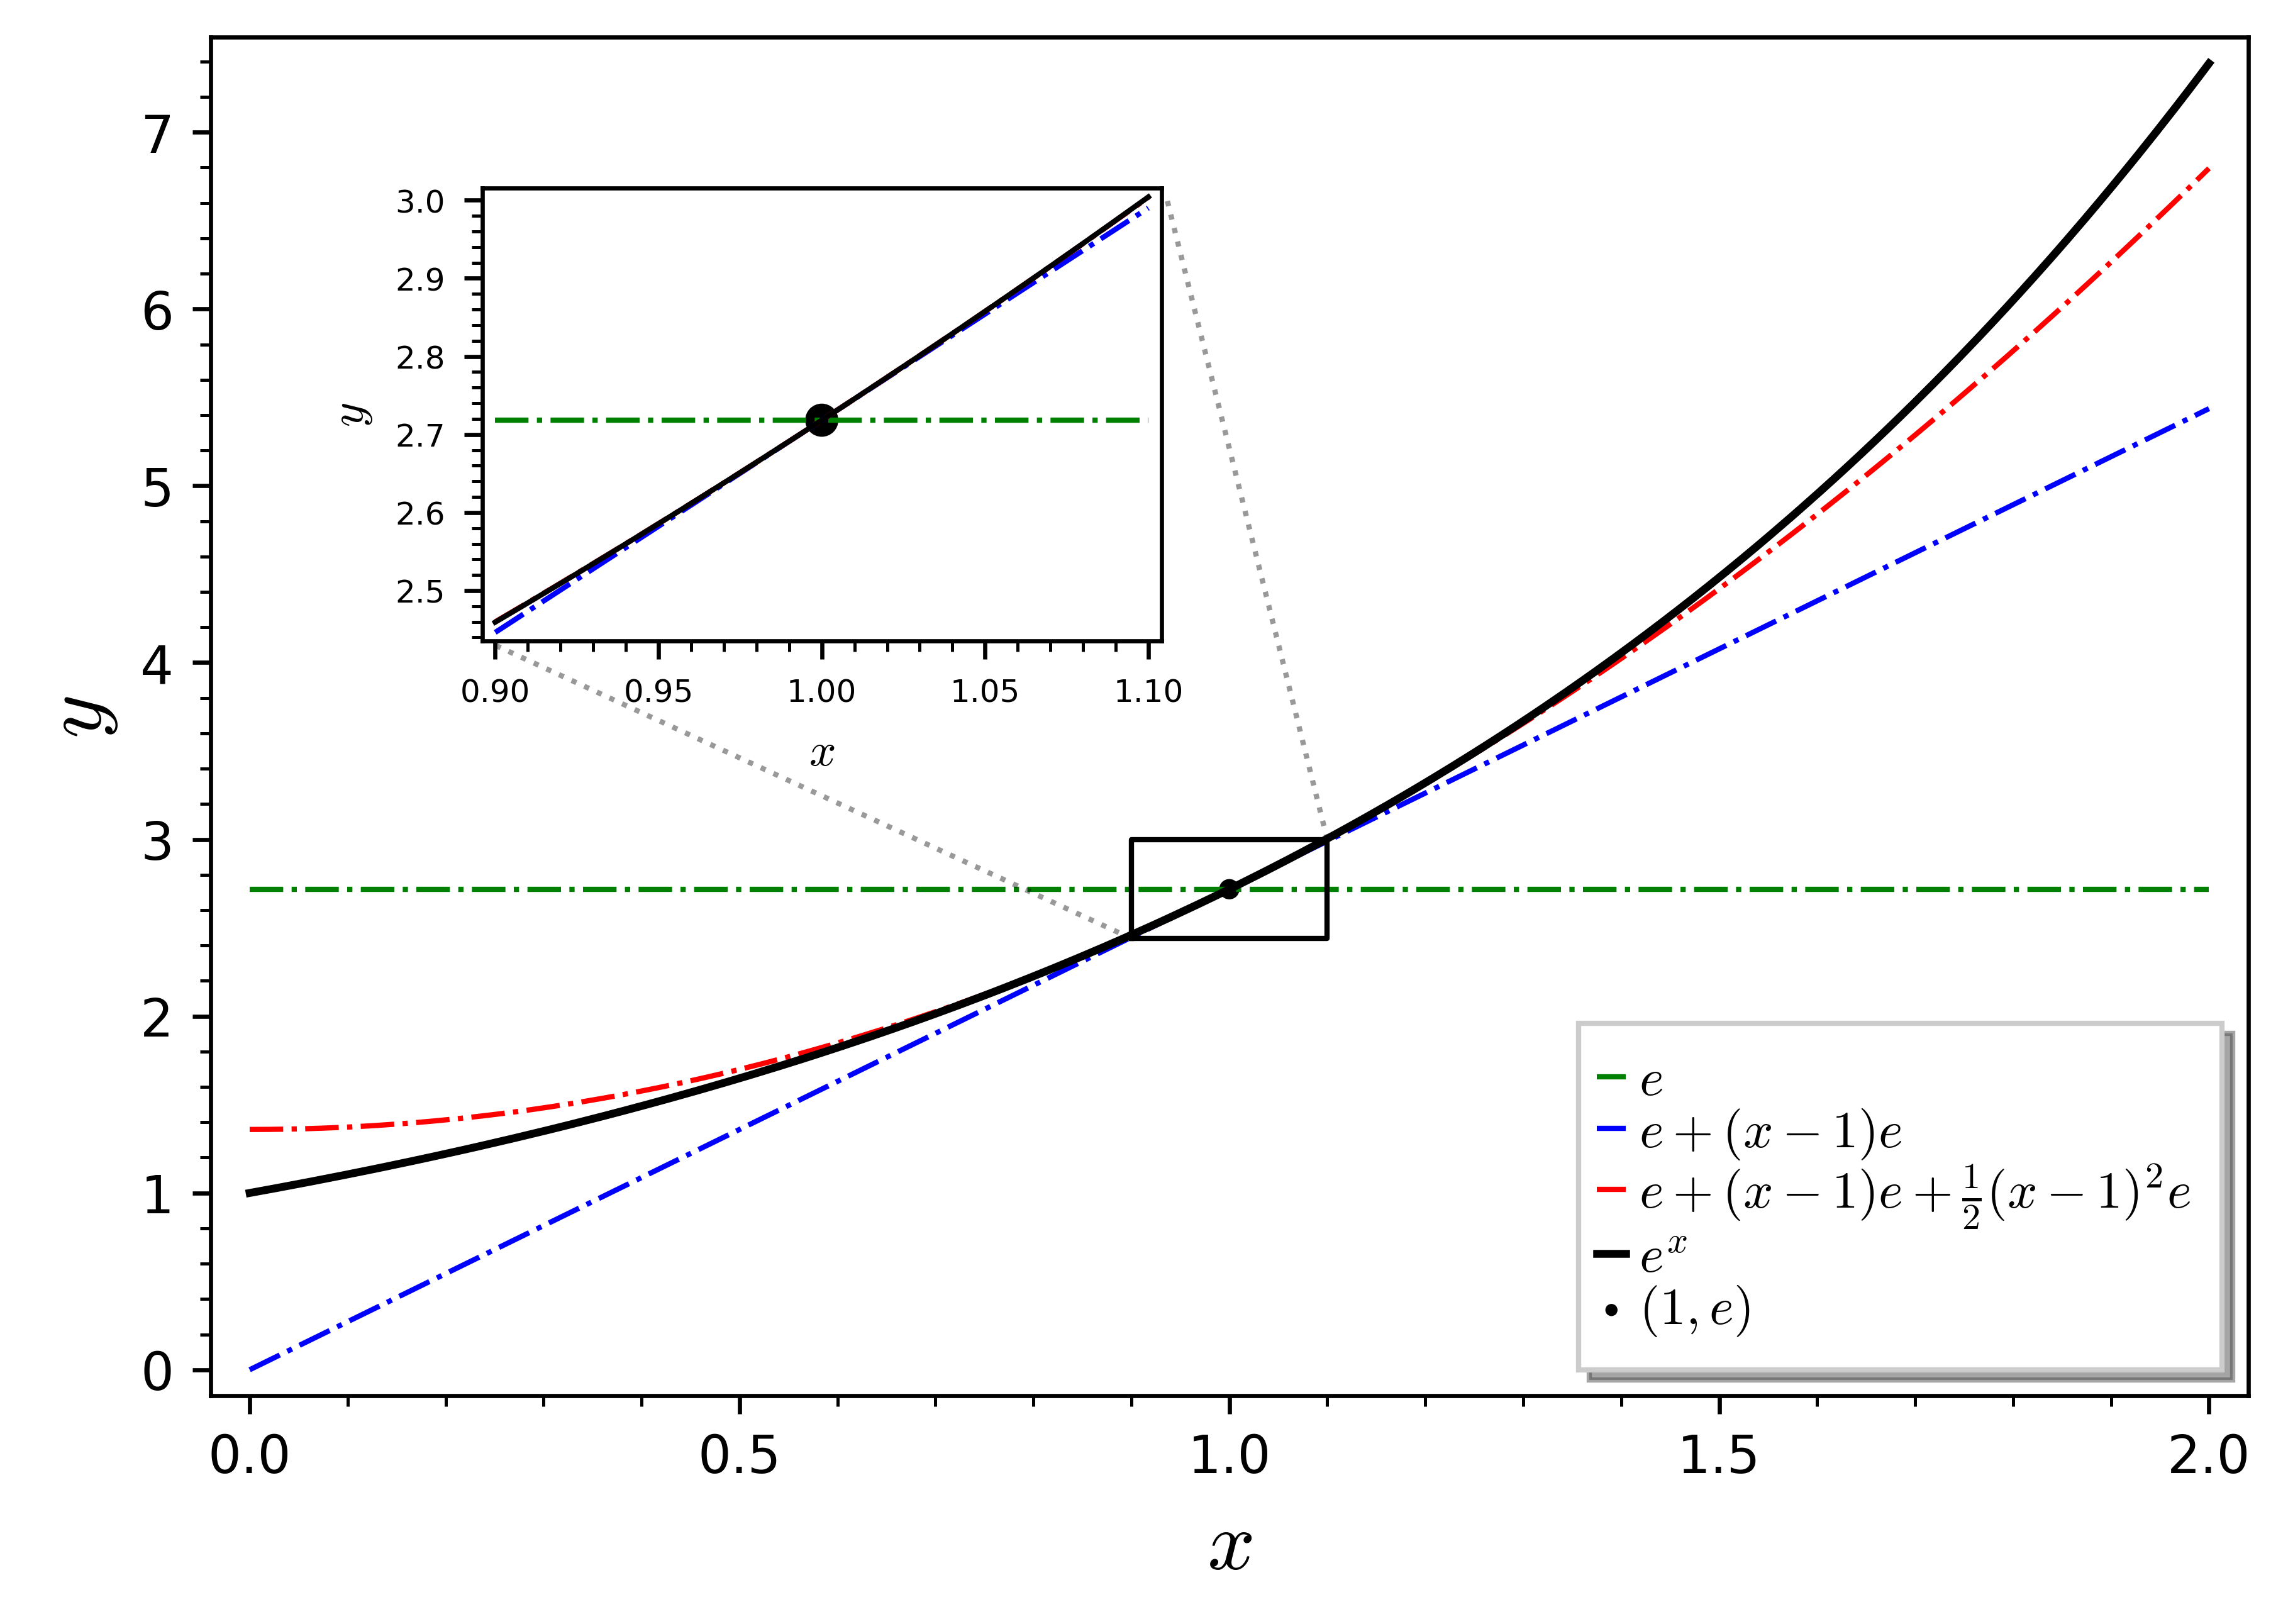 7
6
5
4
3
2
1
0
y
0.0 0.5 1.0 1.5 2.0
x
3.0
2.9
2.8
2.7
2.6
2.5
y
0.90 0.95 1.00 1.05 1.10
x
e
e + (x − 1)e
e + (x − 1)e + ½(x − 1)²e
eˣ
(1, e)